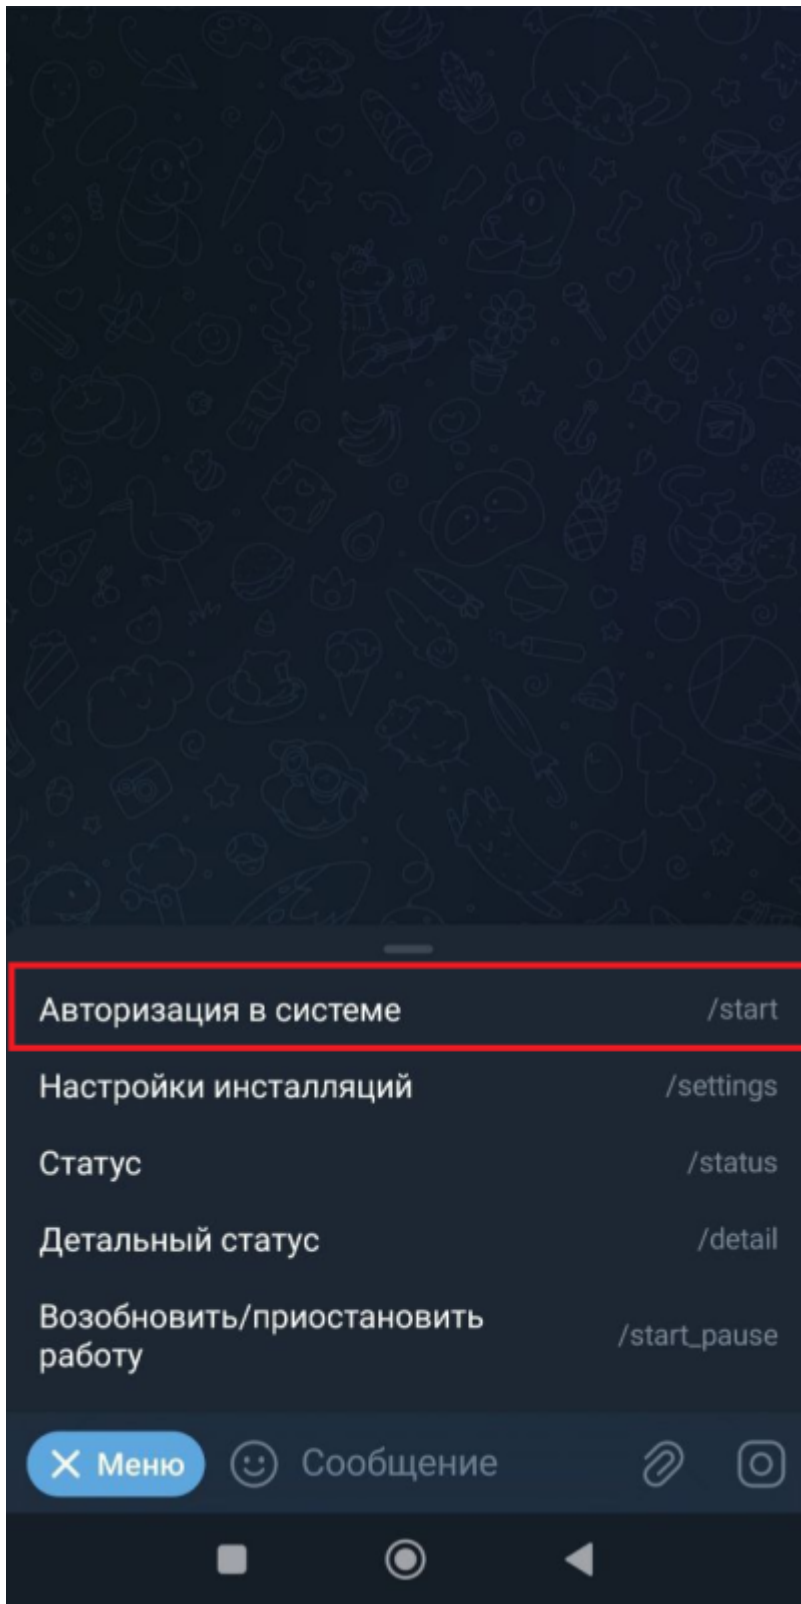 Авторизация в системе /start
Настройки инсталляций /settings
Статус /status
Детальный статус /detail
Возобновить/приостановить
работу /start_pause
Меню Сообщение